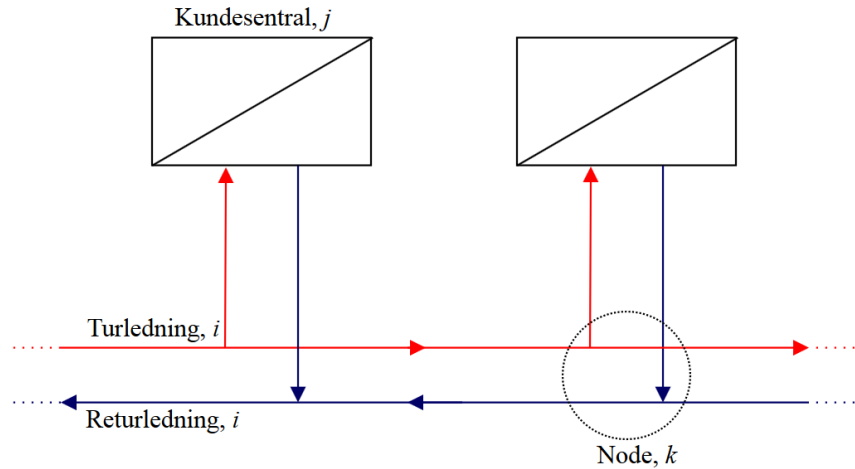 Kundesentral, j
Turledning, i
Returledning, i
Node, k